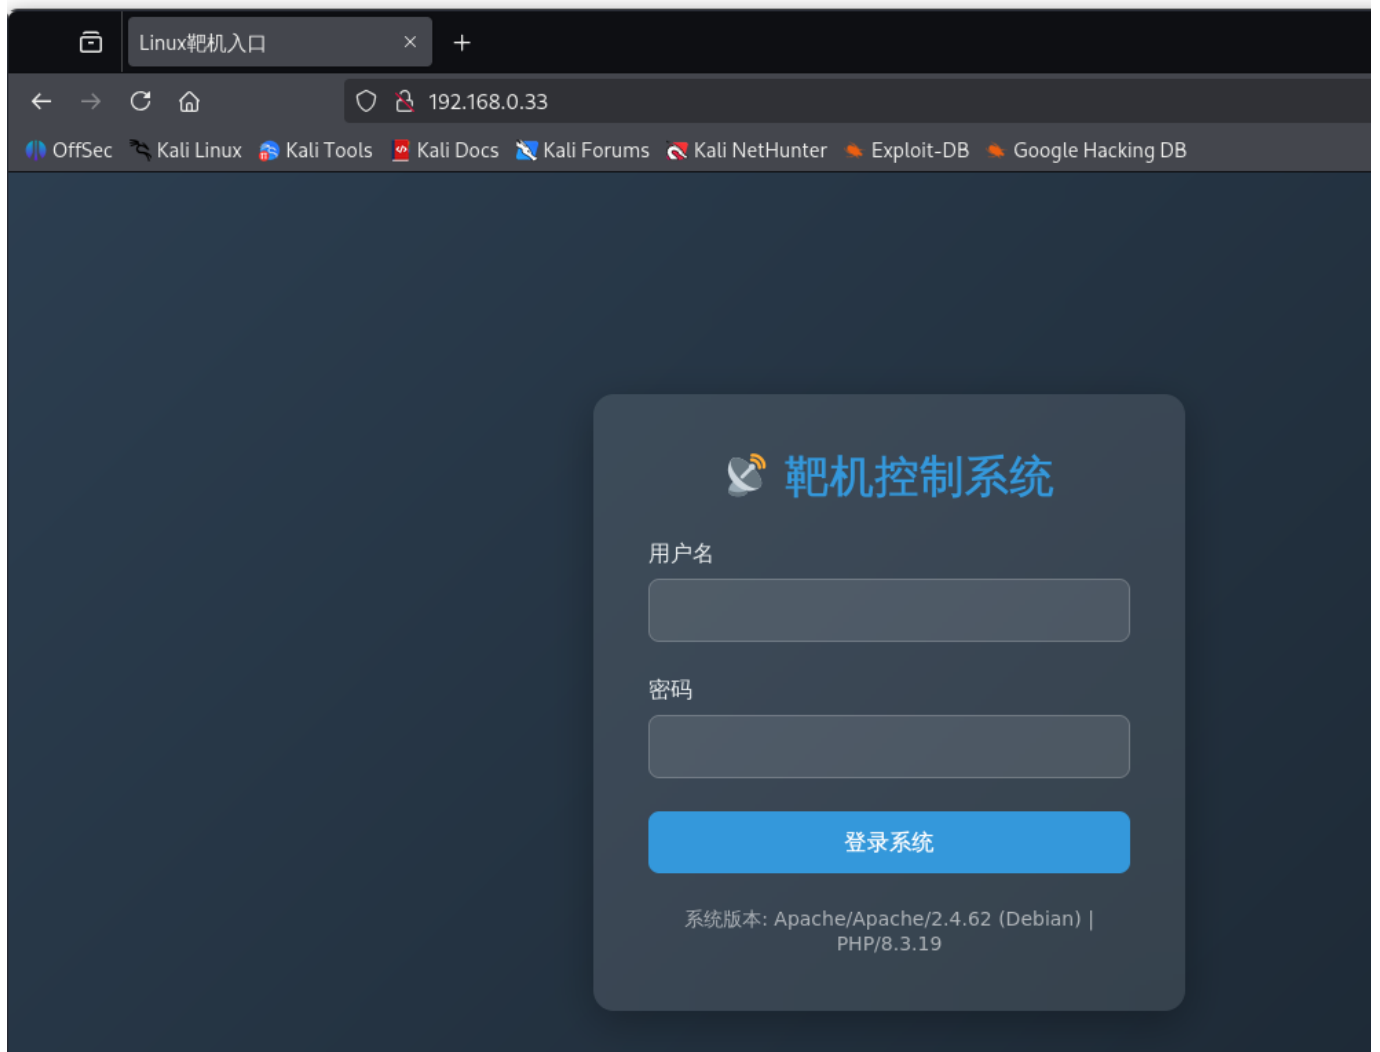 Linux靶机入口
192.168.0.33
OffSec Kali Linux Kali Tools Kali Docs Kali Forums Kali NetHunter Exploit-DB Google Hacking DB
靶机控制系统
用户名
密码
登录系统
系统版本: Apache/Apache/2.4.62 (Debian) |
PHP/8.3.19